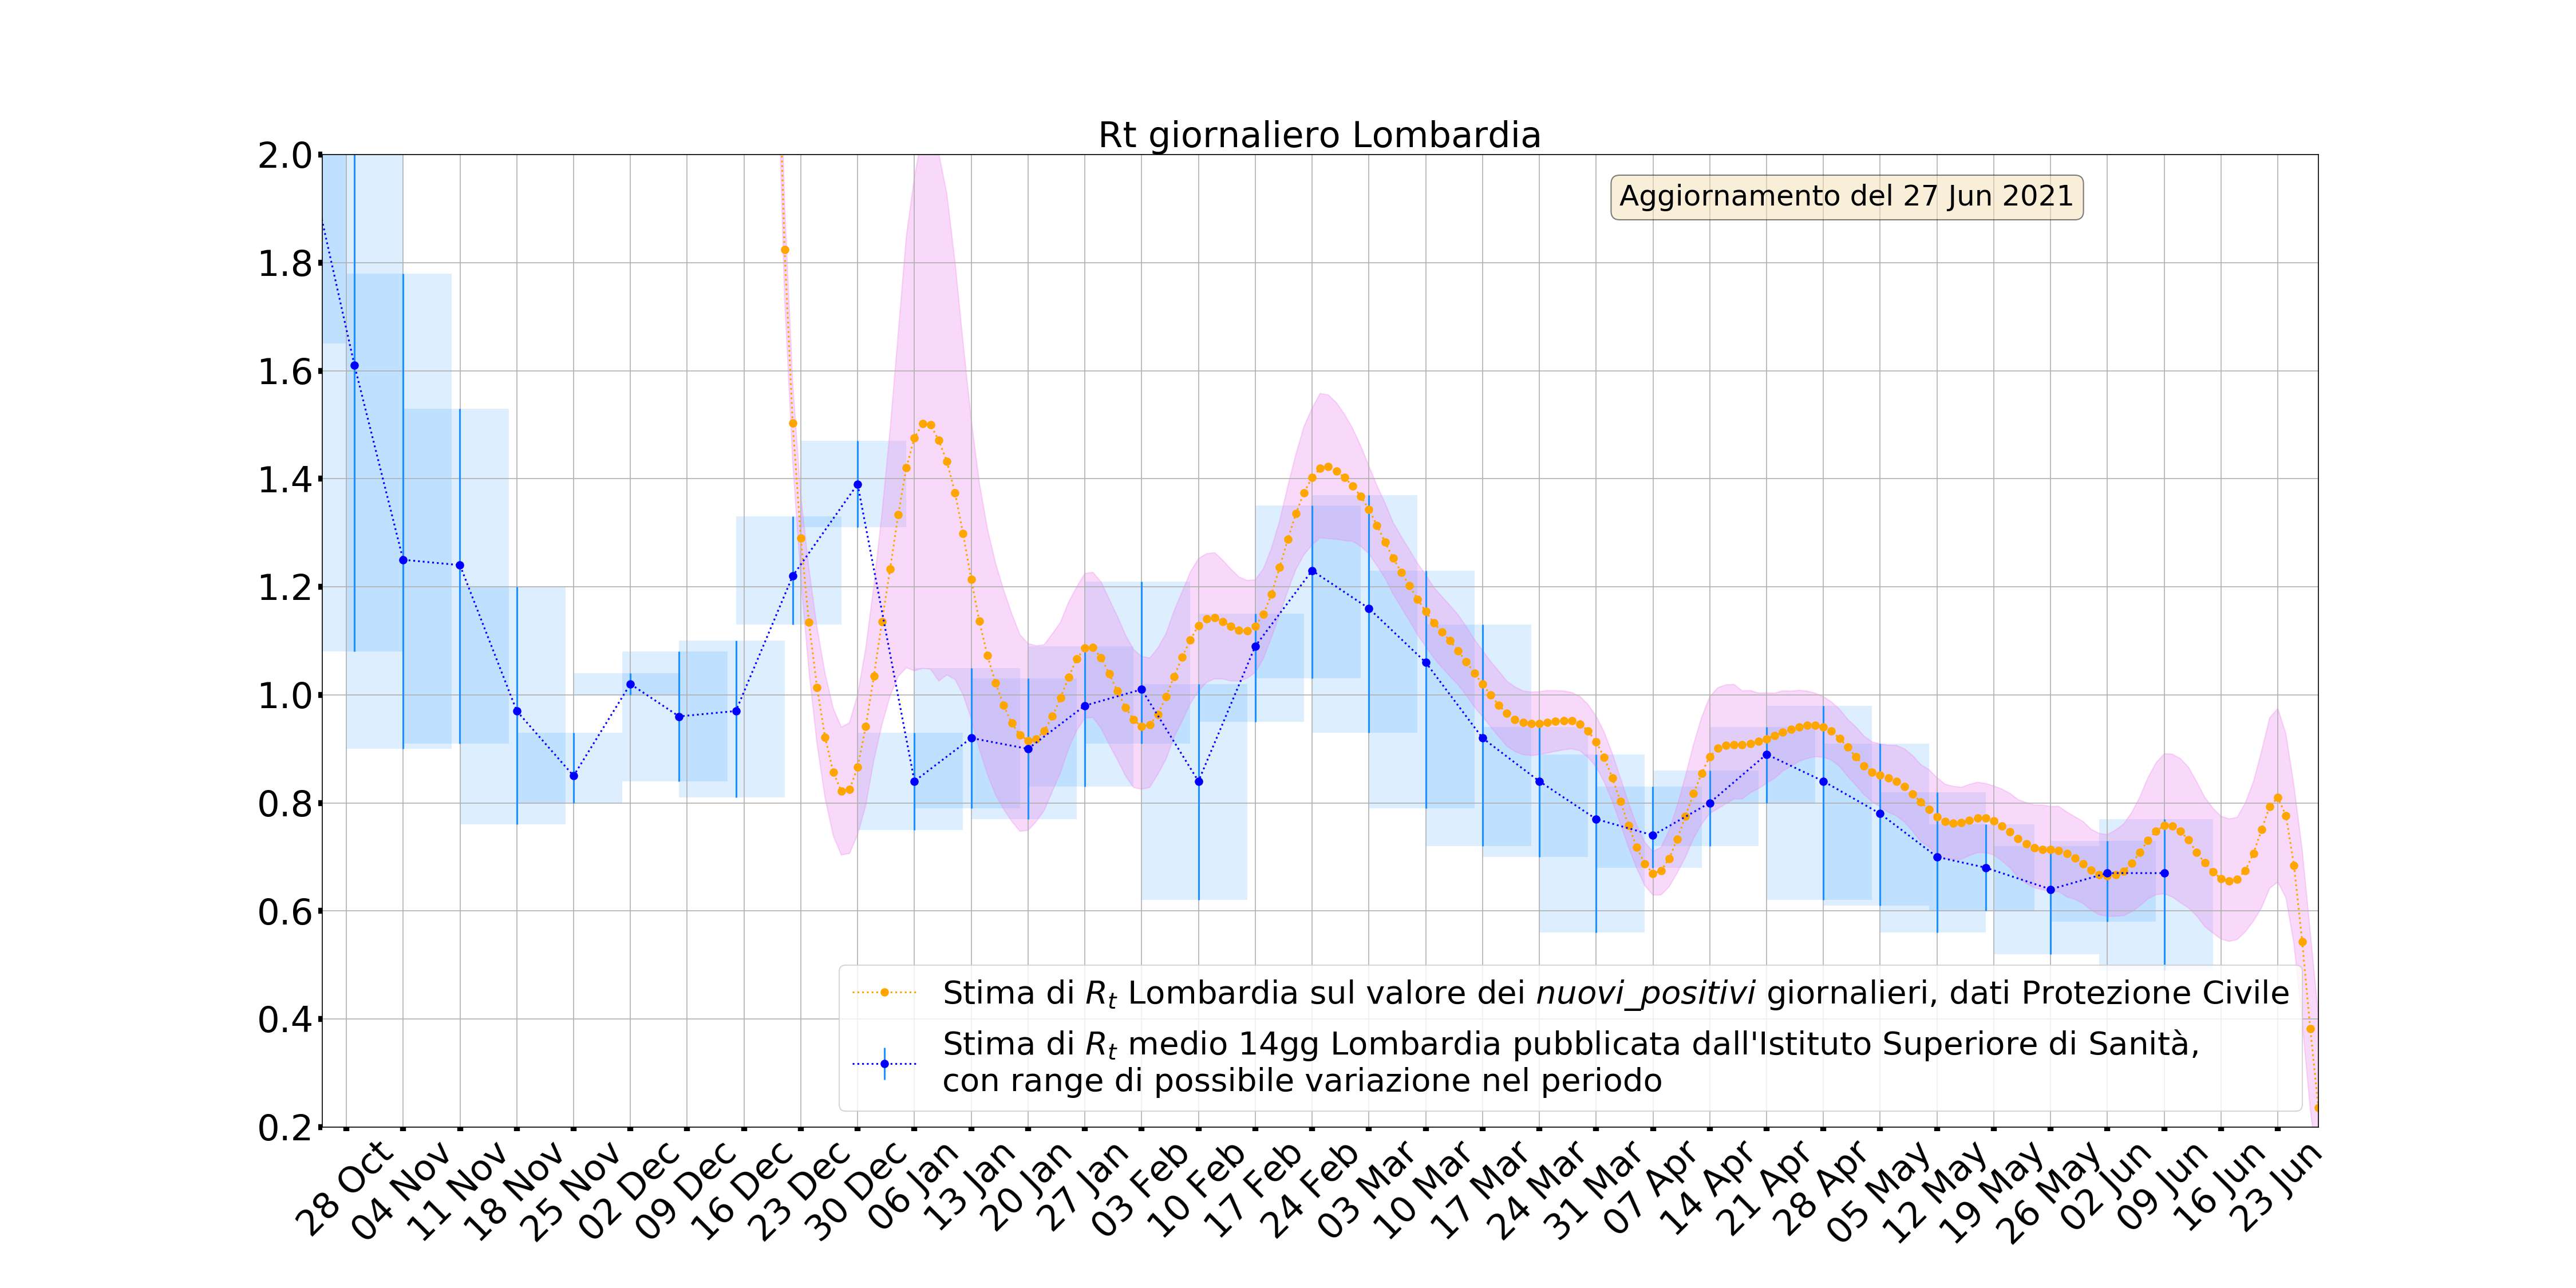 Rt giornaliero Lombardia
Aggiornamento del 27 Jun 2021
2.0
1.8
1.6
1.4
1.2
1.0
0.8
0.6
0.4
0.2
Stima di Rt Lombardia sul valore dei nuovi_positivi giornalieri, dati Protezione Civile
Stima di Rt medio 14gg Lombardia pubblicata dall'Istituto Superiore di Sanità,
con range di possibile variazione nel periodo
28 Oct
04 Nov
11 Nov
18 Nov
25 Nov
02 Dec
09 Dec
16 Dec
23 Dec
30 Dec
06 Jan
13 Jan
20 Jan
27 Jan
03 Feb
10 Feb
17 Feb
24 Feb
03 Mar
10 Mar
17 Mar
24 Mar
31 Mar
07 Apr
14 Apr
21 Apr
28 Apr
05 May
12 May
19 May
26 May
02 Jun
09 Jun
16 Jun
23 Jun